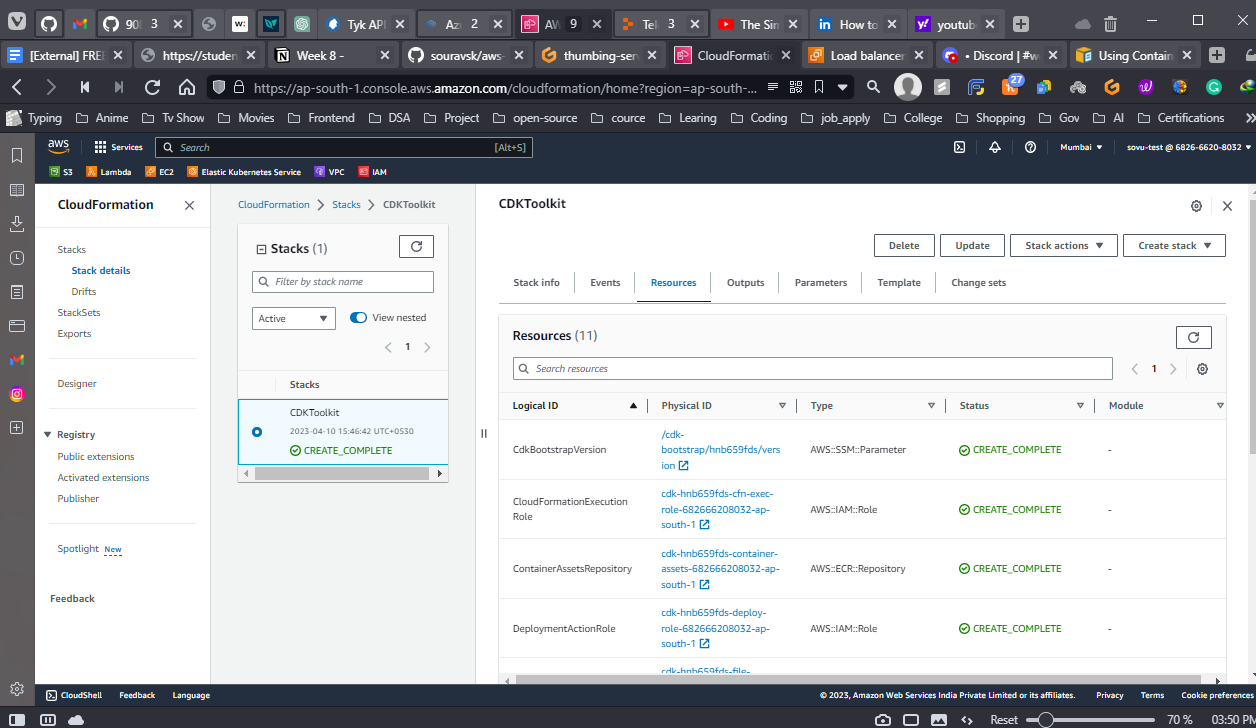 90 3
Tyk API
Az 2
AW 9
Te 3
The Sin
How to
youtub
[External] FRE
https://studen
Week 8 -
souravsk/aws-
thumbing-serv
CloudFormatic
Load balancer
• Discord | #w
Using Contain
https://ap-south-1.console.aws.amazon.com/cloudformation/home?region=ap-south-...
27
Typing
Anime
Tv Show
Movies
Frontend
DSA
Project
open-source
cource
Learing
Coding
job_apply
College
Shopping
Gov
AI
Certifications
aws
Services
Search
[Alt+S]
Mumbai
sovu-test @ 6826-6620-8032
S3
Lambda
EC2
Elastic Kubernetes Service
VPC
IAM
CloudFormation
Stacks
Stack details
Drifts
StackSets
Exports
Designer
Registry
Public extensions
Activated extensions
Publisher
Spotlight New
Feedback
CloudFormation
Stacks
CDKToolkit
Stacks (1)
Filter by stack name
Active
View nested
1
Stacks
CDKToolkit
2023-04-10 15:46:42 UTC+0530
CREATE_COMPLETE
CDKToolkit
Delete
Update
Stack actions
Create stack
Stack info
Events
Resources
Outputs
Parameters
Template
Change sets
Resources (11)
Search resources
1
Logical ID
Physical ID
Type
Status
Module
CdkBootstrapVersion
/cdk-
bootstrap/hnb659fds/vers
ion
AWS::SSM::Parameter
CREATE_COMPLETE
-
CloudFormationExecution
Role
cdk-hnb659fds-cfn-exec-
role-682666208032-ap-
south-1
AWS::IAM::Role
CREATE_COMPLETE
-
ContainerAssetsRepository
cdk-hnb659fds-container-
assets-682666208032-ap-
south-1
AWS::ECR::Repository
CREATE_COMPLETE
-
DeploymentActionRole
cdk-hnb659fds-deploy-
role-682666208032-ap-
south-1
AWS::IAM::Role
CREATE_COMPLETE
-
cdk-hnb659fds-file-
CloudShell
Feedback
Language
© 2023, Amazon Web Services India Private Limited or its affiliates.
Privacy
Terms
Cookie preferences
Reset
70 %
03:50 PM